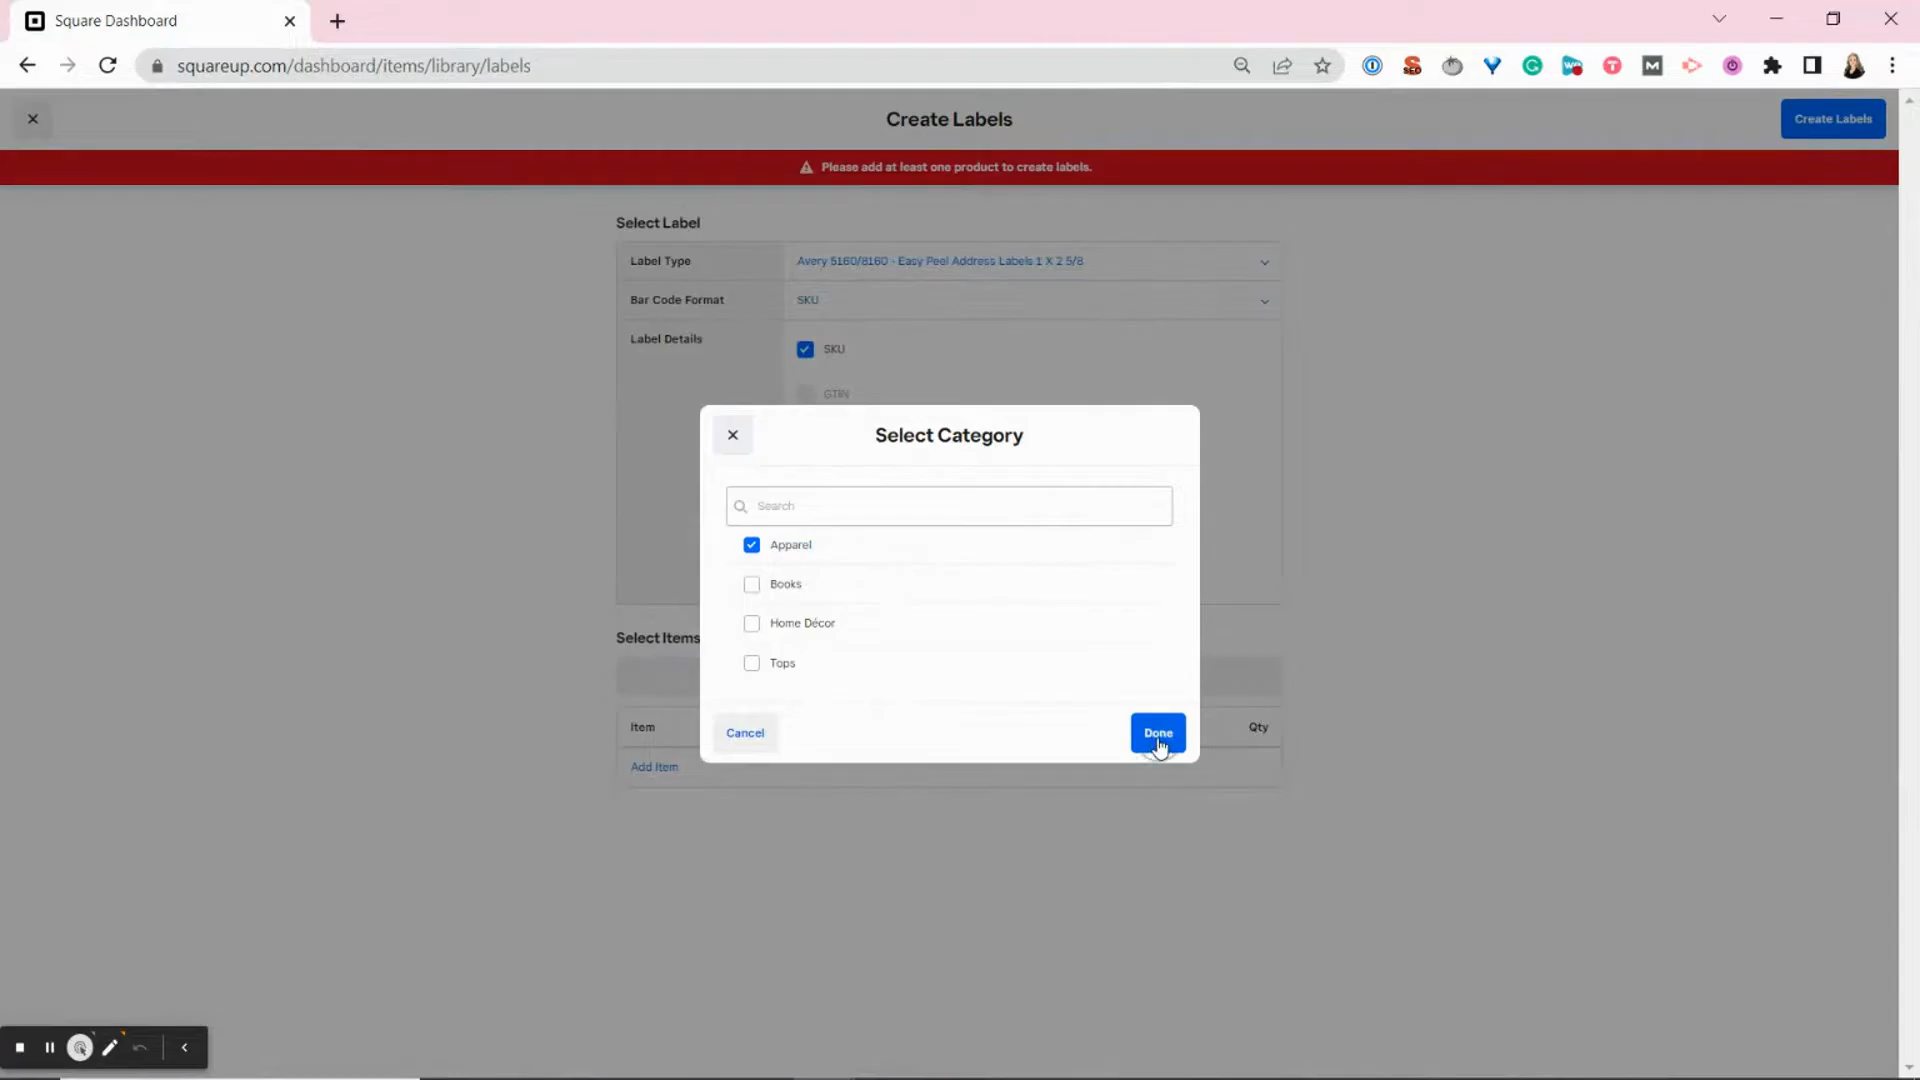 Square Dashboard
squareup.com/dashboard/items/library/labels
Create Labels
Create Labels
Please add at least one product to create labels.
Select Label
Label Type
Avery 5160/8160 - Easy Peel Address Labels 1 X 2 5/8
Bar Code Format
SKU
Label Details
SKU
GTIN
Select Category
Search
Apparel
Books
Home Décor
Tops
Cancel
Done
Select Items
Item
Qty
Add Item